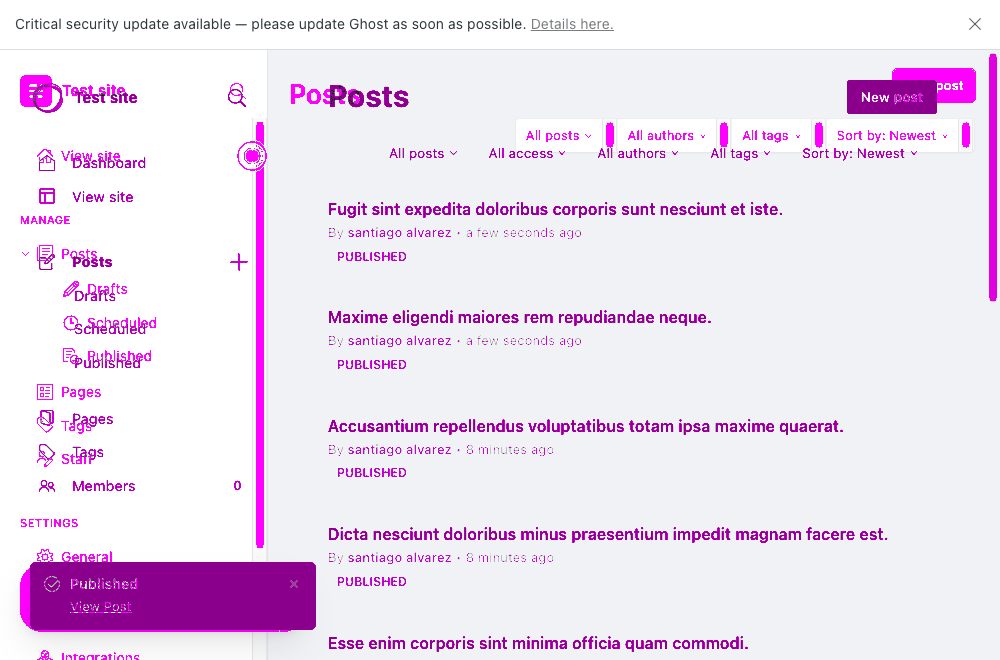 Critical security update available — please update Ghost as soon as possible. Details here.
Test site
Test site
View site
Dashboard
View site
MANAGE
Posts
Posts
Drafts
Drafts
Scheduled
Scheduled
Published
Published
Pages
Pages
Tags
Tags
Staff
Members 0
SETTINGS
General
Published
View Post
Integrations
Posts
Posts
New post
post
All posts All authors All tags Sort by: Newest
All posts All access All authors All tags Sort by: Newest
Fugit sint expedita doloribus corporis sunt nesciunt et iste.
By santiago alvarez · a few seconds ago
PUBLISHED
Maxime eligendi maiores rem repudiandae neque.
By santiago alvarez · a few seconds ago
PUBLISHED
Accusantium repellendus voluptatibus totam ipsa maxime quaerat.
By santiago alvarez · 8 minutes ago
PUBLISHED
Dicta nesciunt doloribus minus praesentium impedit magnam facere est.
By santiago alvarez · 8 minutes ago
PUBLISHED
Esse enim corporis sint minima officia quam commodi.